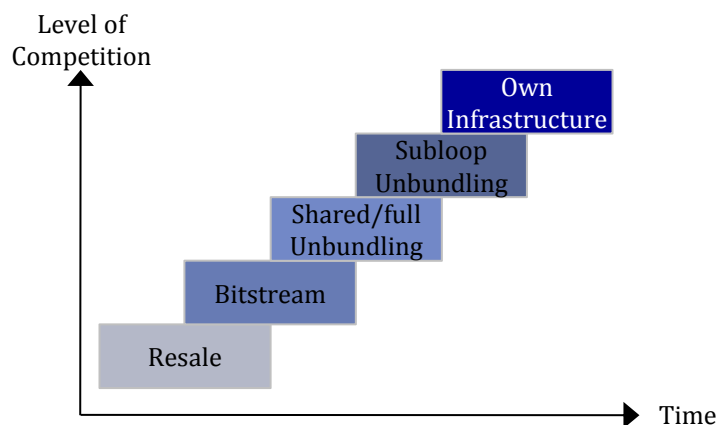 Level of
Competition
Own
Infrastructure
Subloop
Unbundling
Shared/full
Unbundling
Bitstream
Resale
Time